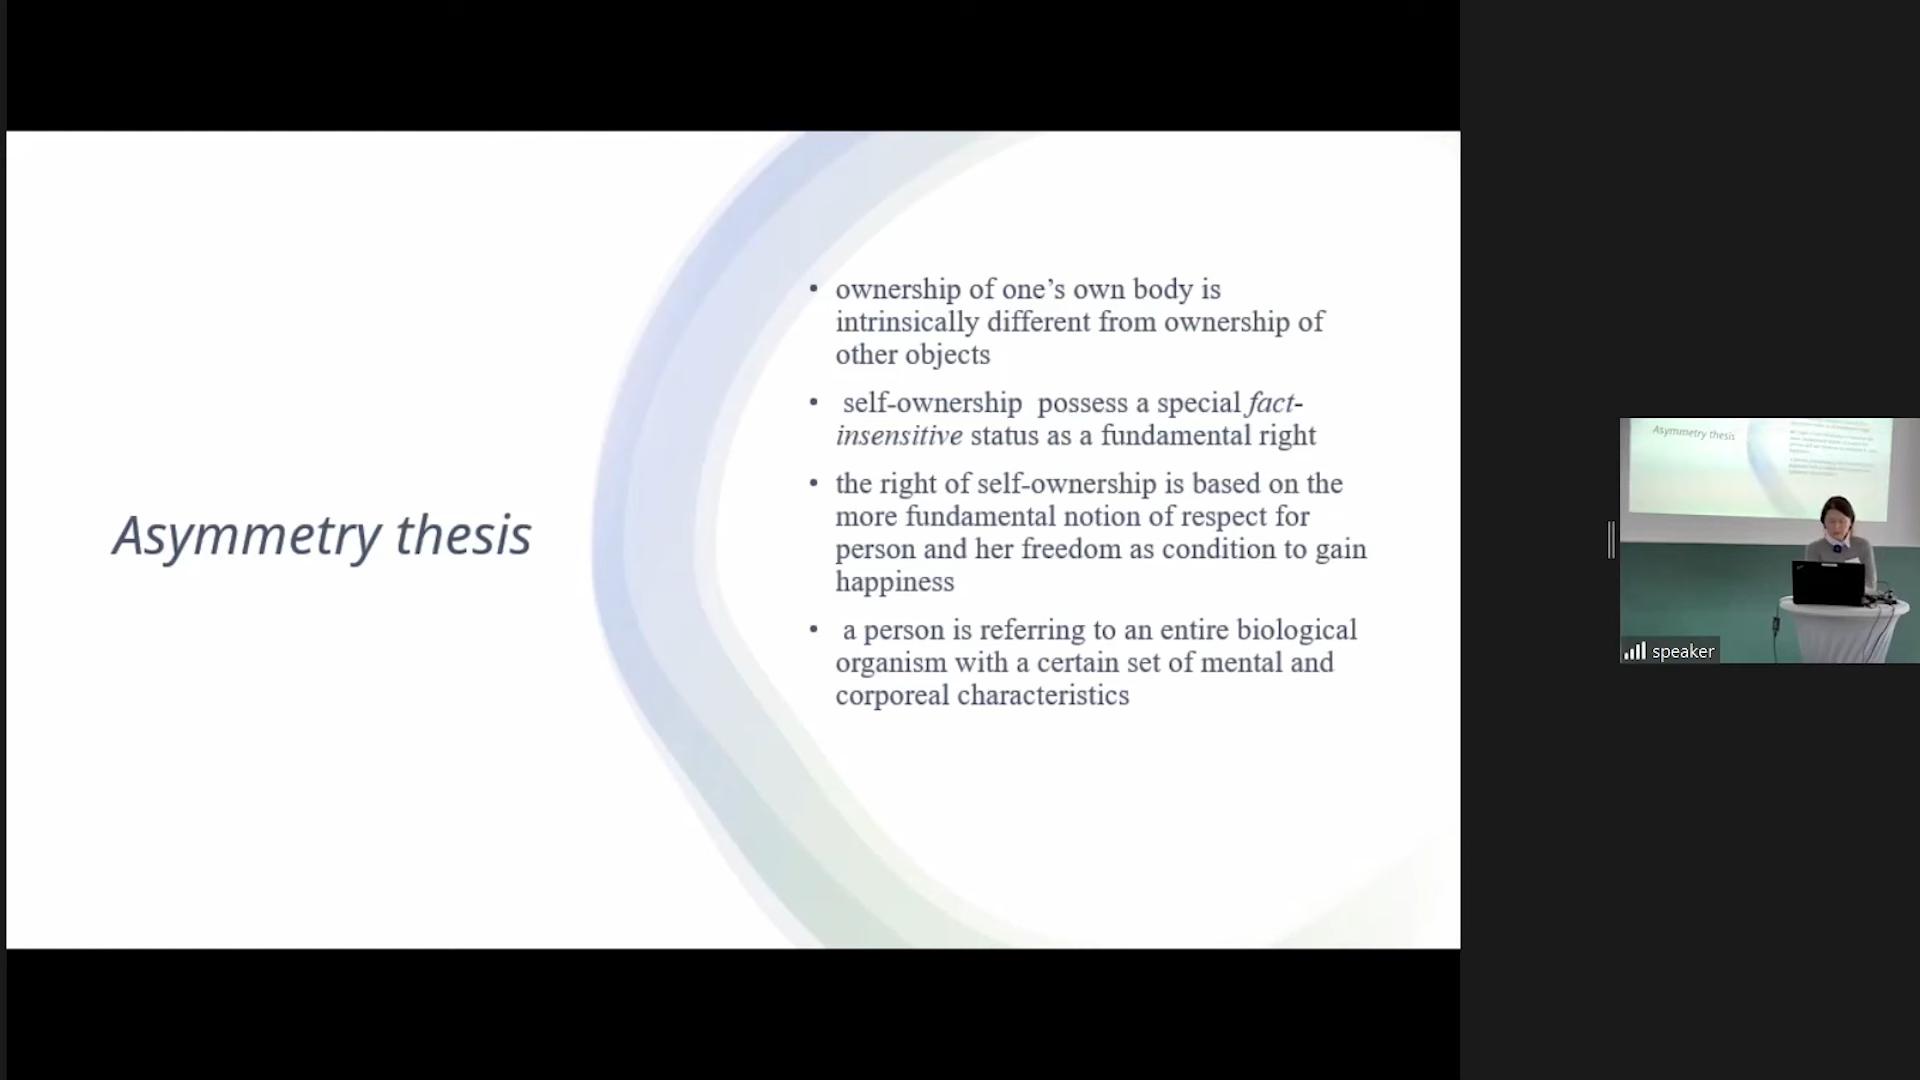 Asymmetry thesis
• ownership of one’s own body is
intrinsically different from ownership of
other objects
• self-ownership possess a special fact-
insensitive status as a fundamental right
• the right of self-ownership is based on the
more fundamental notion of respect for
person and her freedom as condition to gain
happiness
• a person is referring to an entire biological
organism with a certain set of mental and
corporeal characteristics
Asymmetry thesis
speaker